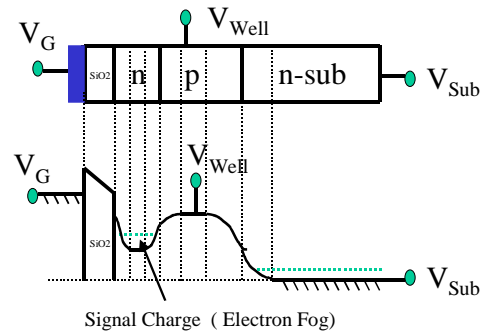 V_Well
V_G
SiO2 n p n-sub
V_Sub
V_G
V_Well
SiO2
V_Sub
Signal Charge ( Electron Fog)